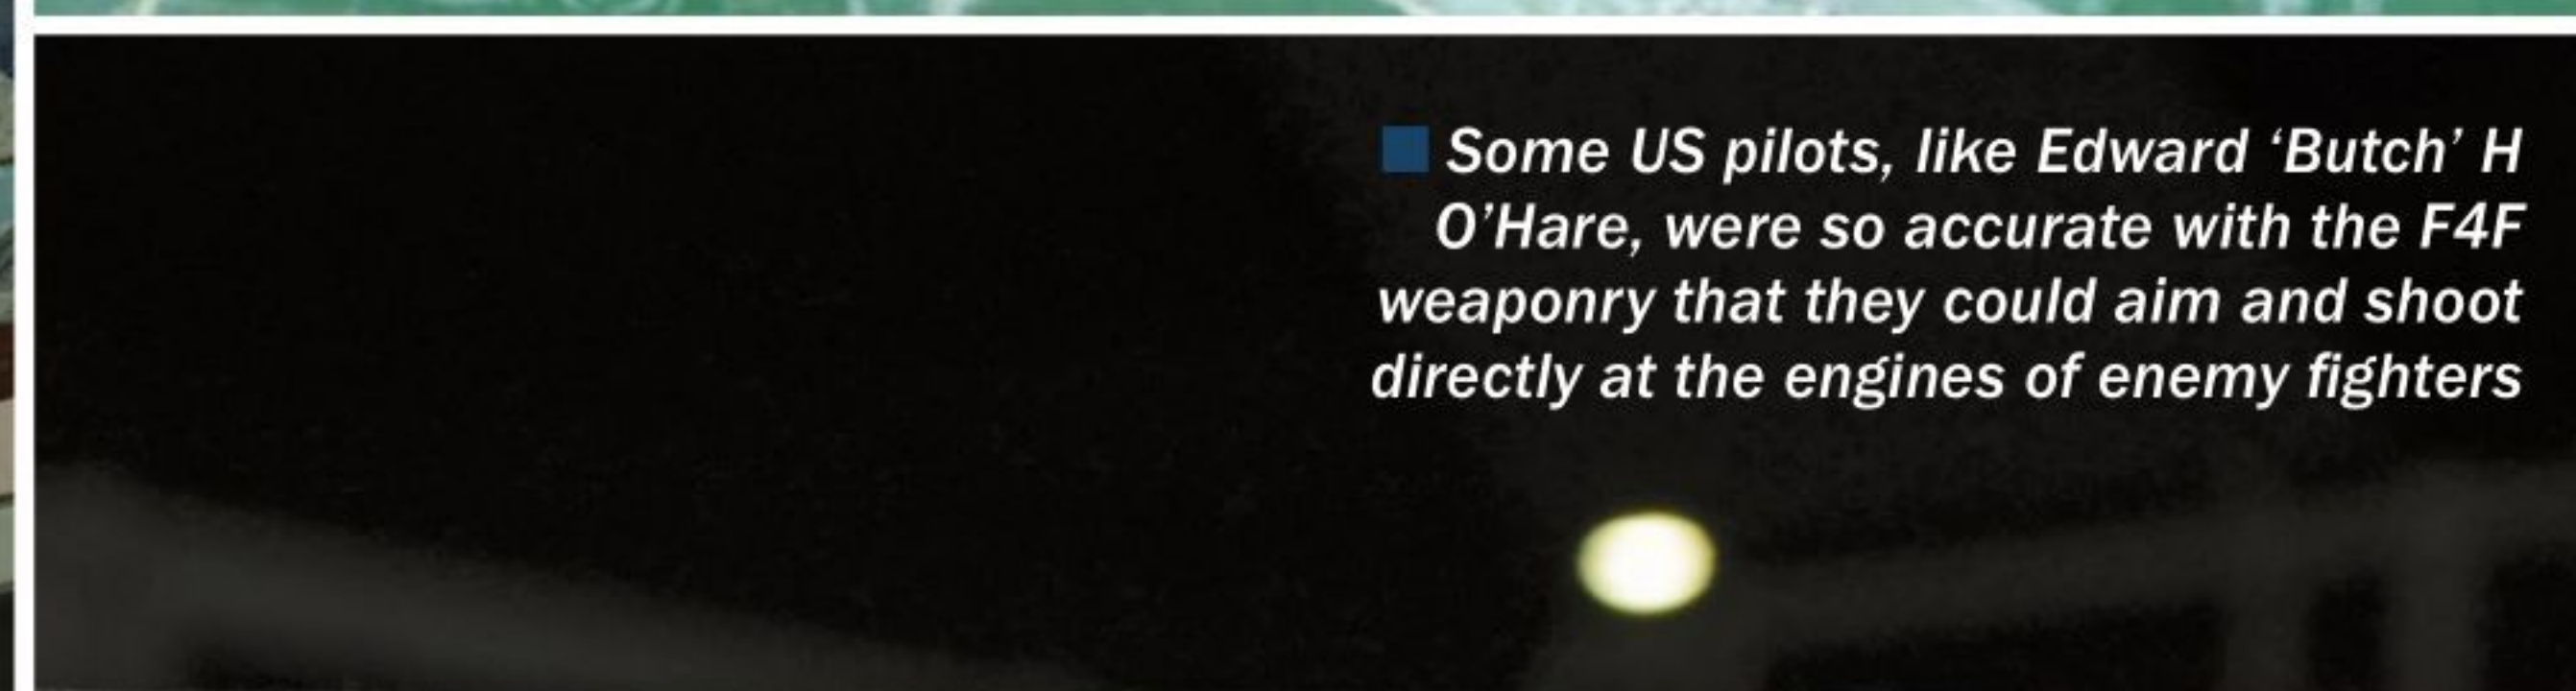 Some US pilots, like Edward ‘Butch’ H
O’Hare, were so accurate with the F4F
weaponry that they could aim and shoot
directly at the engines of enemy fighters